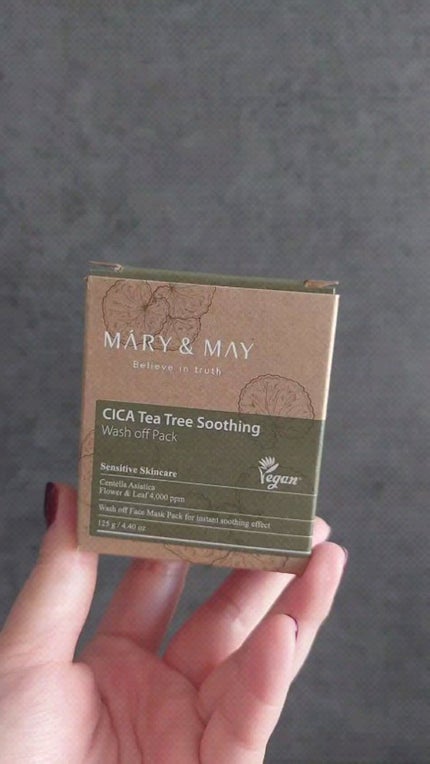 MÁRY & MAY
Believe in truth
CICA Tea Tree Soothing
Wash off Pack
Sensitive Skincare
Centella Asiatica
Flower & Leaf 4,000 ppm
Vegan
Wash off Face Mask Pack for instant soothing effect
125 g / 4.40 oz